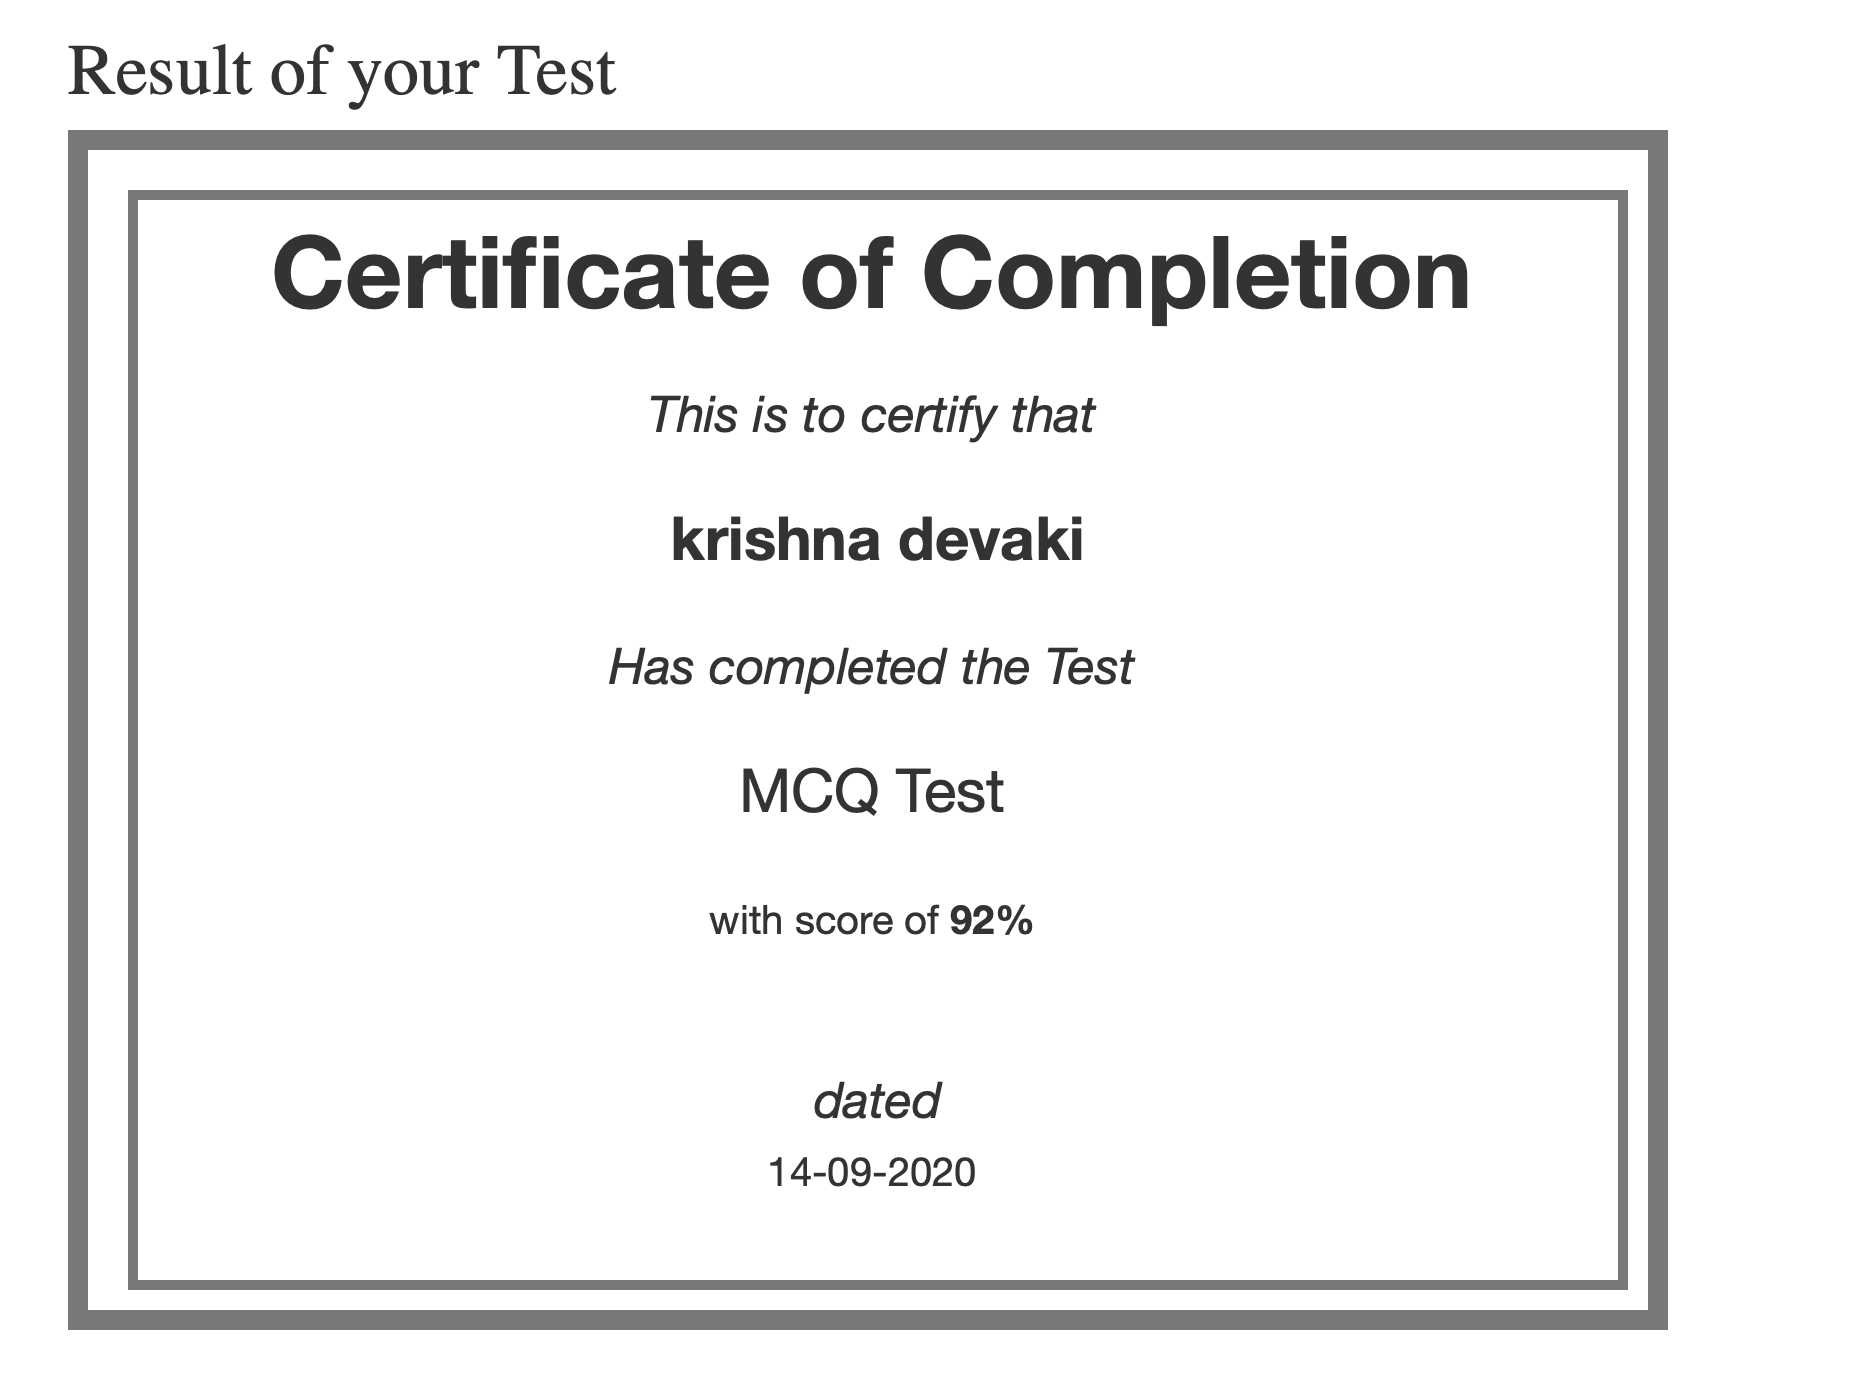 Result of your Test
Certificate of Completion
This is to certify that
krishna devaki
Has completed the Test
MCQ Test
with score of 92%
dated
14-09-2020